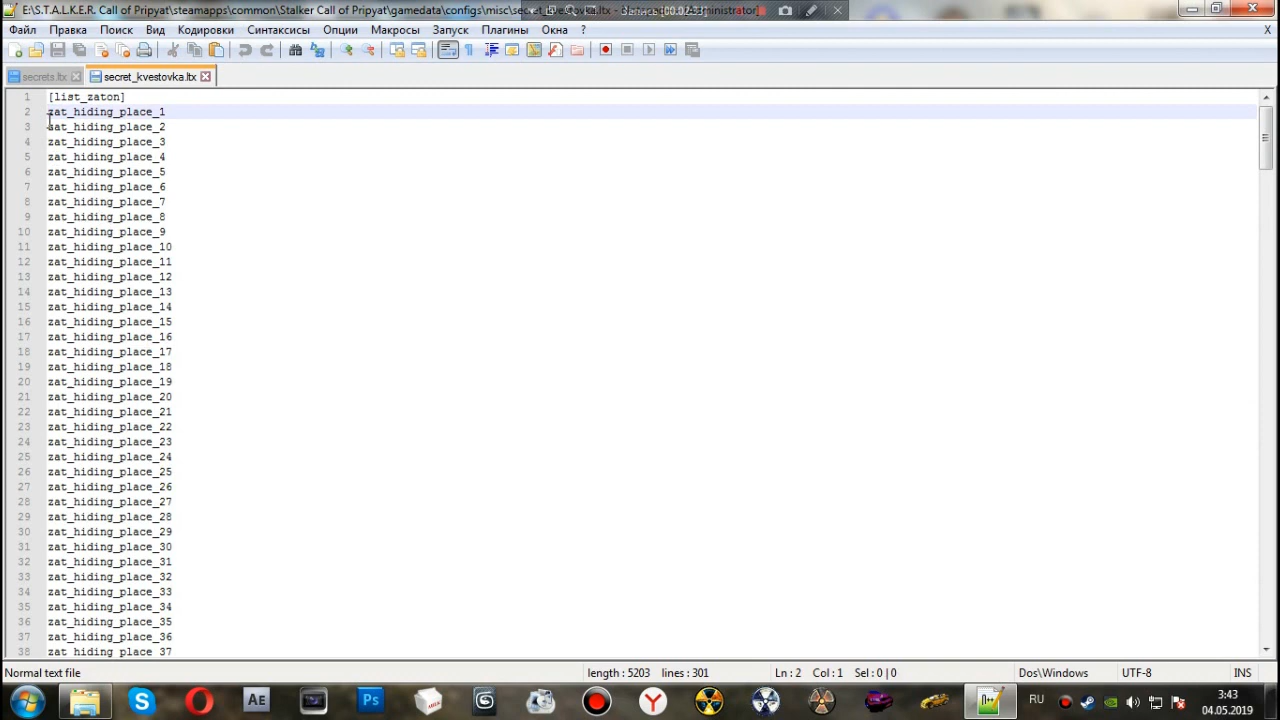 E:\S.T.A.L.K.E.R. Call of Pripyat\steamapps\common\Stalker Call of Pripyat\gamedata\configs\misc\
Файл Правка Поиск Вид Кодировки Синтаксисы Опции Макросы Запуск Плагины Окна ? X
secrets.ltx secret_kvestovka.ltx
1 [list_zaton]
2 zat_hiding_place_1
3 zat_hiding_place_2
4 zat_hiding_place_3
5 zat_hiding_place_4
6 zat_hiding_place_5
7 zat_hiding_place_6
8 zat_hiding_place_7
9 zat_hiding_place_8
10 zat_hiding_place_9
11 zat_hiding_place_10
12 zat_hiding_place_11
13 zat_hiding_place_12
14 zat_hiding_place_13
15 zat_hiding_place_14
16 zat_hiding_place_15
17 zat_hiding_place_16
18 zat_hiding_place_17
19 zat_hiding_place_18
20 zat_hiding_place_19
21 zat_hiding_place_20
22 zat_hiding_place_21
23 zat_hiding_place_22
24 zat_hiding_place_23
25 zat_hiding_place_24
26 zat_hiding_place_25
27 zat_hiding_place_26
28 zat_hiding_place_27
29 zat_hiding_place_28
30 zat_hiding_place_29
31 zat_hiding_place_30
32 zat_hiding_place_31
33 zat_hiding_place_32
34 zat_hiding_place_33
35 zat_hiding_place_34
36 zat_hiding_place_35
37 zat_hiding_place_36
38 zat_hiding_place_37
Normal text file length : 5203 lines : 301 Ln : 2 Col : 1 Sel : 0 | 0 Dos\Windows UTF-8 INS
Ae Ps RU 3:43
04.05.2019